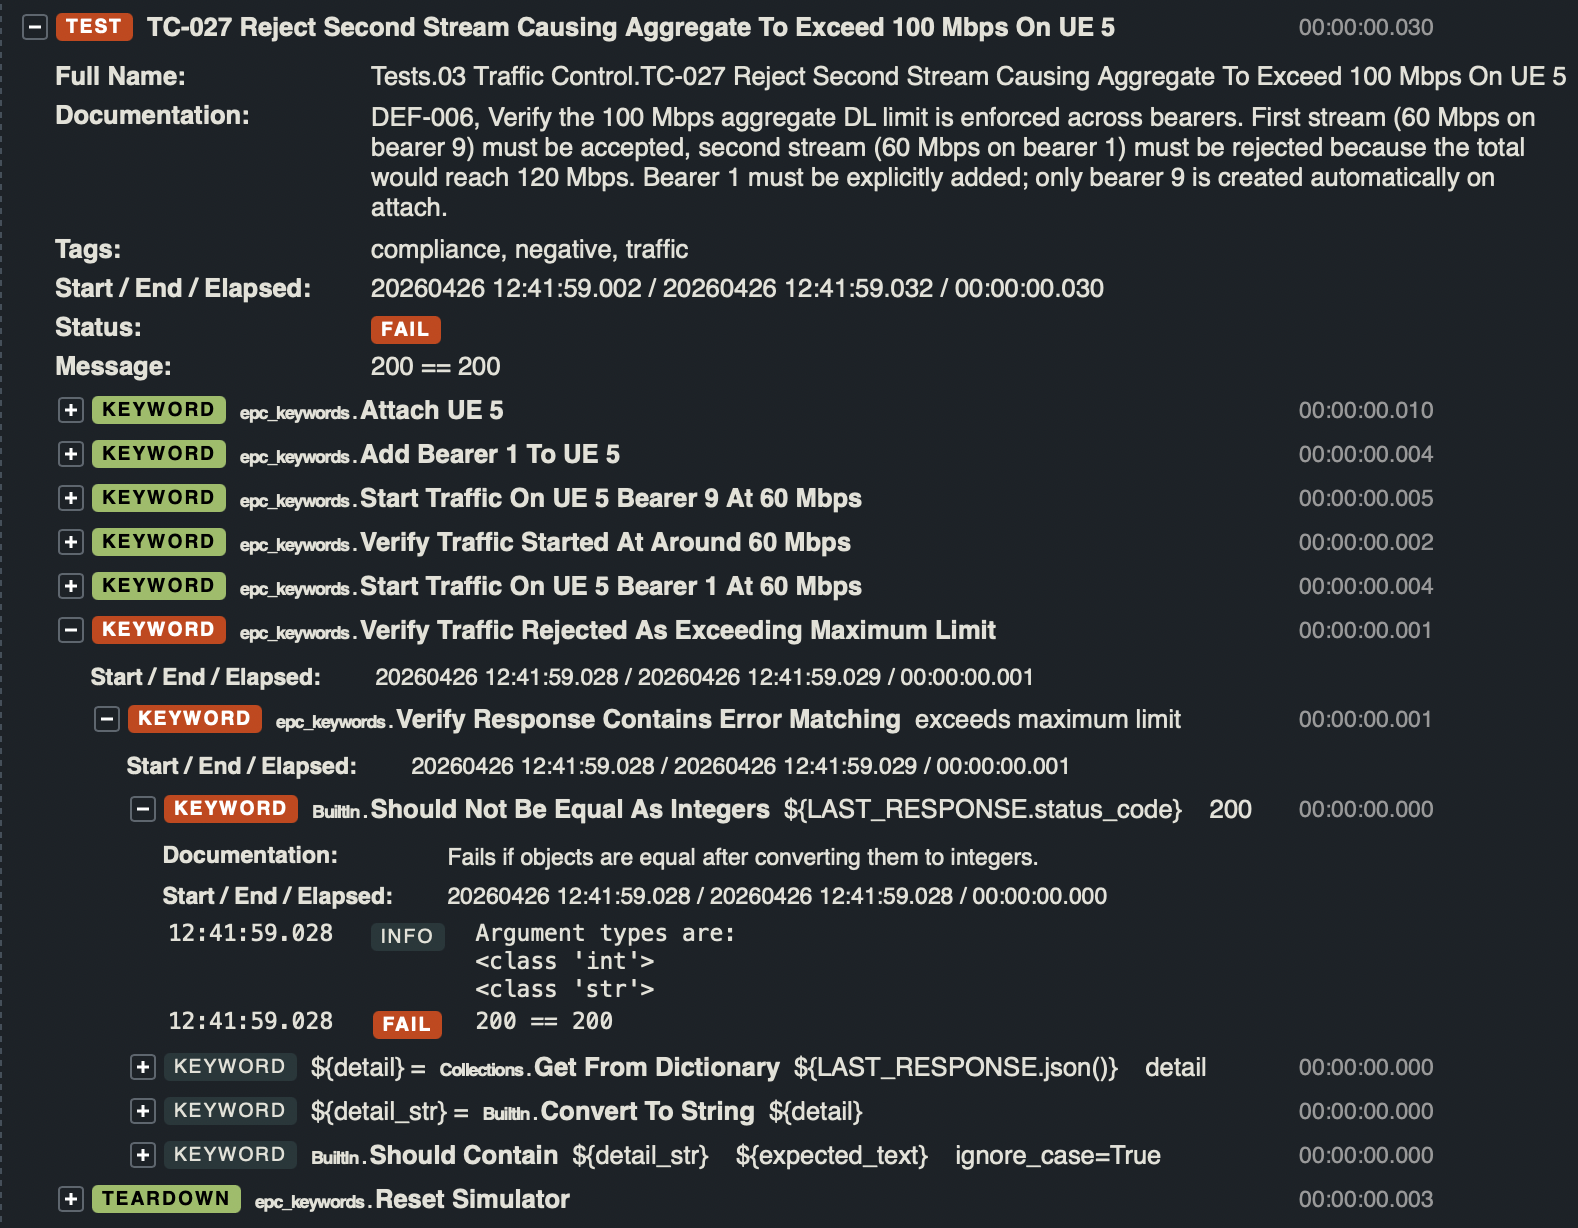 TEST TC-027 Reject Second Stream Causing Aggregate To Exceed 100 Mbps On UE 5 00:00:00.030
Full Name: Tests.03 Traffic Control.TC-027 Reject Second Stream Causing Aggregate To Exceed 100 Mbps On UE 5
Documentation: DEF-006, Verify the 100 Mbps aggregate DL limit is enforced across bearers. First stream (60 Mbps on
bearer 9) must be accepted, second stream (60 Mbps on bearer 1) must be rejected because the total
would reach 120 Mbps. Bearer 1 must be explicitly added; only bearer 9 is created automatically on
attach.
Tags: compliance, negative, traffic
Start / End / Elapsed: 20260426 12:41:59.002 / 20260426 12:41:59.032 / 00:00:00.030
Status: FAIL
Message: 200 == 200
KEYWORD epc_keywords.Attach UE 5 00:00:00.010
KEYWORD epc_keywords.Add Bearer 1 To UE 5 00:00:00.004
KEYWORD epc_keywords.Start Traffic On UE 5 Bearer 9 At 60 Mbps 00:00:00.005
KEYWORD epc_keywords.Verify Traffic Started At Around 60 Mbps 00:00:00.002
KEYWORD epc_keywords.Start Traffic On UE 5 Bearer 1 At 60 Mbps 00:00:00.004
KEYWORD epc_keywords.Verify Traffic Rejected As Exceeding Maximum Limit 00:00:00.001
Start / End / Elapsed: 20260426 12:41:59.028 / 20260426 12:41:59.029 / 00:00:00.001
KEYWORD epc_keywords.Verify Response Contains Error Matching exceeds maximum limit 00:00:00.001
Start / End / Elapsed: 20260426 12:41:59.028 / 20260426 12:41:59.029 / 00:00:00.001
KEYWORD BuiltIn.Should Not Be Equal As Integers ${LAST_RESPONSE.status_code} 200 00:00:00.000
Documentation: Fails if objects are equal after converting them to integers.
Start / End / Elapsed: 20260426 12:41:59.028 / 20260426 12:41:59.028 / 00:00:00.000
12:41:59.028 INFO Argument types are:
<class 'int'>
<class 'str'>
12:41:59.028 FAIL 200 == 200
KEYWORD ${detail} = Collections.Get From Dictionary ${LAST_RESPONSE.json()} detail 00:00:00.000
KEYWORD ${detail_str} = BuiltIn.Convert To String ${detail} 00:00:00.000
KEYWORD BuiltIn.Should Contain ${detail_str} ${expected_text} ignore_case=True 00:00:00.000
TEARDOWN epc_keywords.Reset Simulator 00:00:00.003